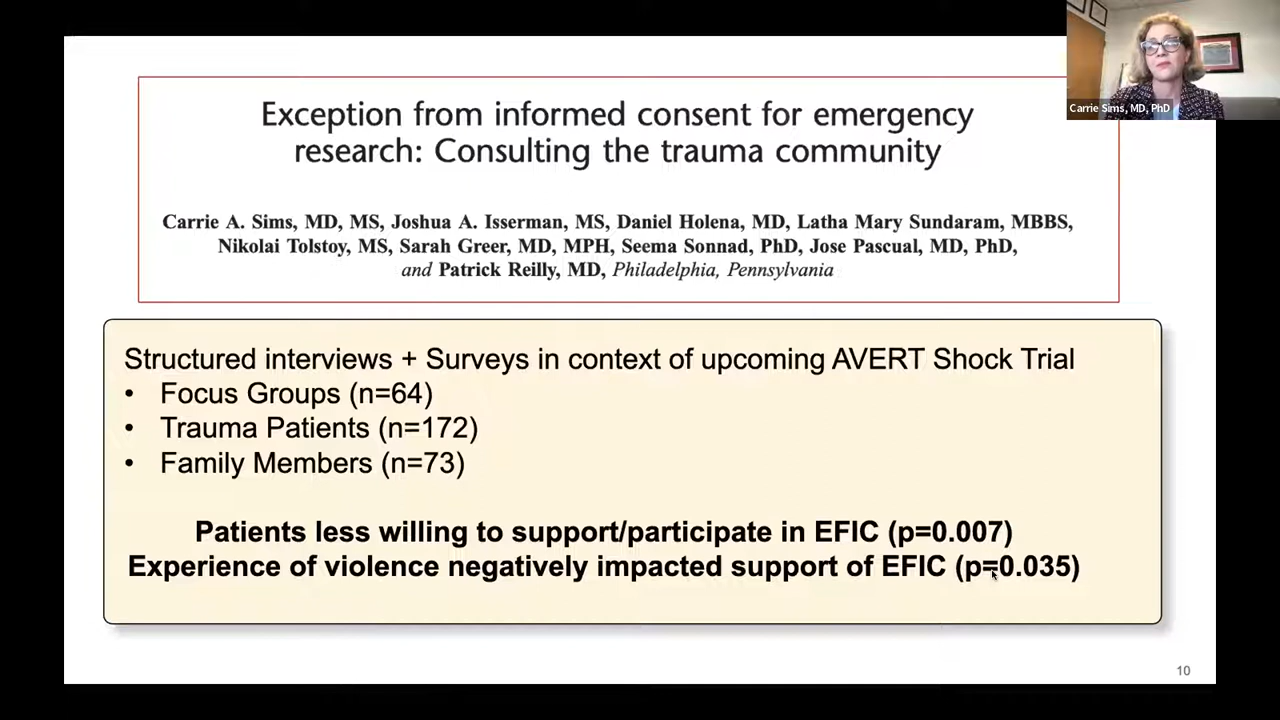 Carrie Sims, MD, PhD
Exception from informed consent for emergency
research: Consulting the trauma community
Carrie A. Sims, MD, MS, Joshua A. Isserman, MS, Daniel Holena, MD, Latha Mary Sundaram, MBBS,
Nikolai Tolstoy, MS, Sarah Greer, MD, MPH, Seema Sonnad, PhD, Jose Pascual, MD, PhD,
and Patrick Reilly, MD, Philadelphia, Pennsylvania
Structured interviews + Surveys in context of upcoming AVERT Shock Trial
• Focus Groups (n=64)
• Trauma Patients (n=172)
• Family Members (n=73)
Patients less willing to support/participate in EFIC (p=0.007)
Experience of violence negatively impacted support of EFIC (p=0.035)
10